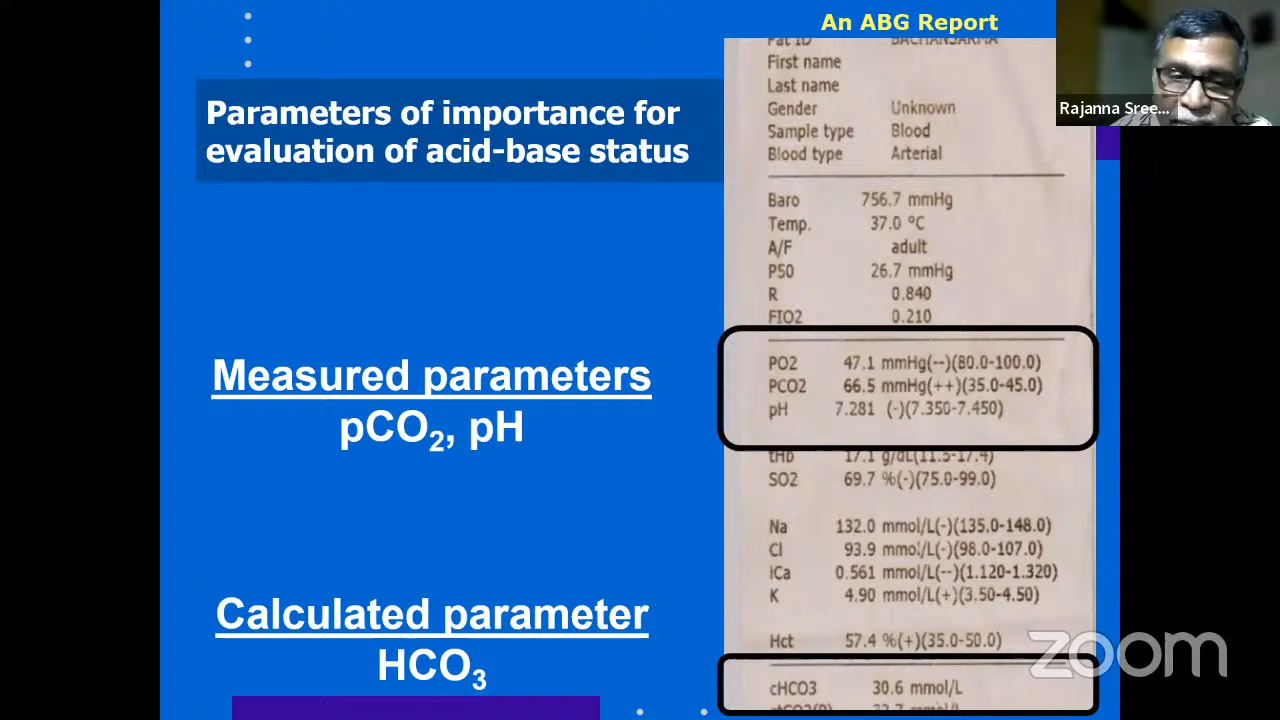 An ABG Report
Rajanna Sree...
Parameters of importance for
evaluation of acid-base status
Measured parameters
pCO2, pH
Calculated parameter
HCO3
Pat ID BACHANSARMA
First name
Last name
Gender Unknown
Sample type Blood
Blood type Arterial
Baro 756.7 mmHg
Temp. 37.0 °C
A/F adult
P50 26.7 mmHg
R 0.840
FIO2 0.210
PO2 47.1 mmHg(--)(80.0-100.0)
PCO2 66.5 mmHg(++)(35.0-45.0)
pH 7.281 (-)(7.350-7.450)
tHb 17.1 g/dL(11.5-17.4)
SO2 69.7 %(-)(75.0-99.0)
Na 132.0 mmol/L(-)(135.0-148.0)
Cl 93.9 mmol/L(-)(98.0-107.0)
iCa 0.561 mmol/L(--)(1.120-1.320)
K 4.90 mmol/L(+)(3.50-4.50)
Hct 57.4 %(+)(35.0-50.0)
cHCO3 30.6 mmol/L
zoom